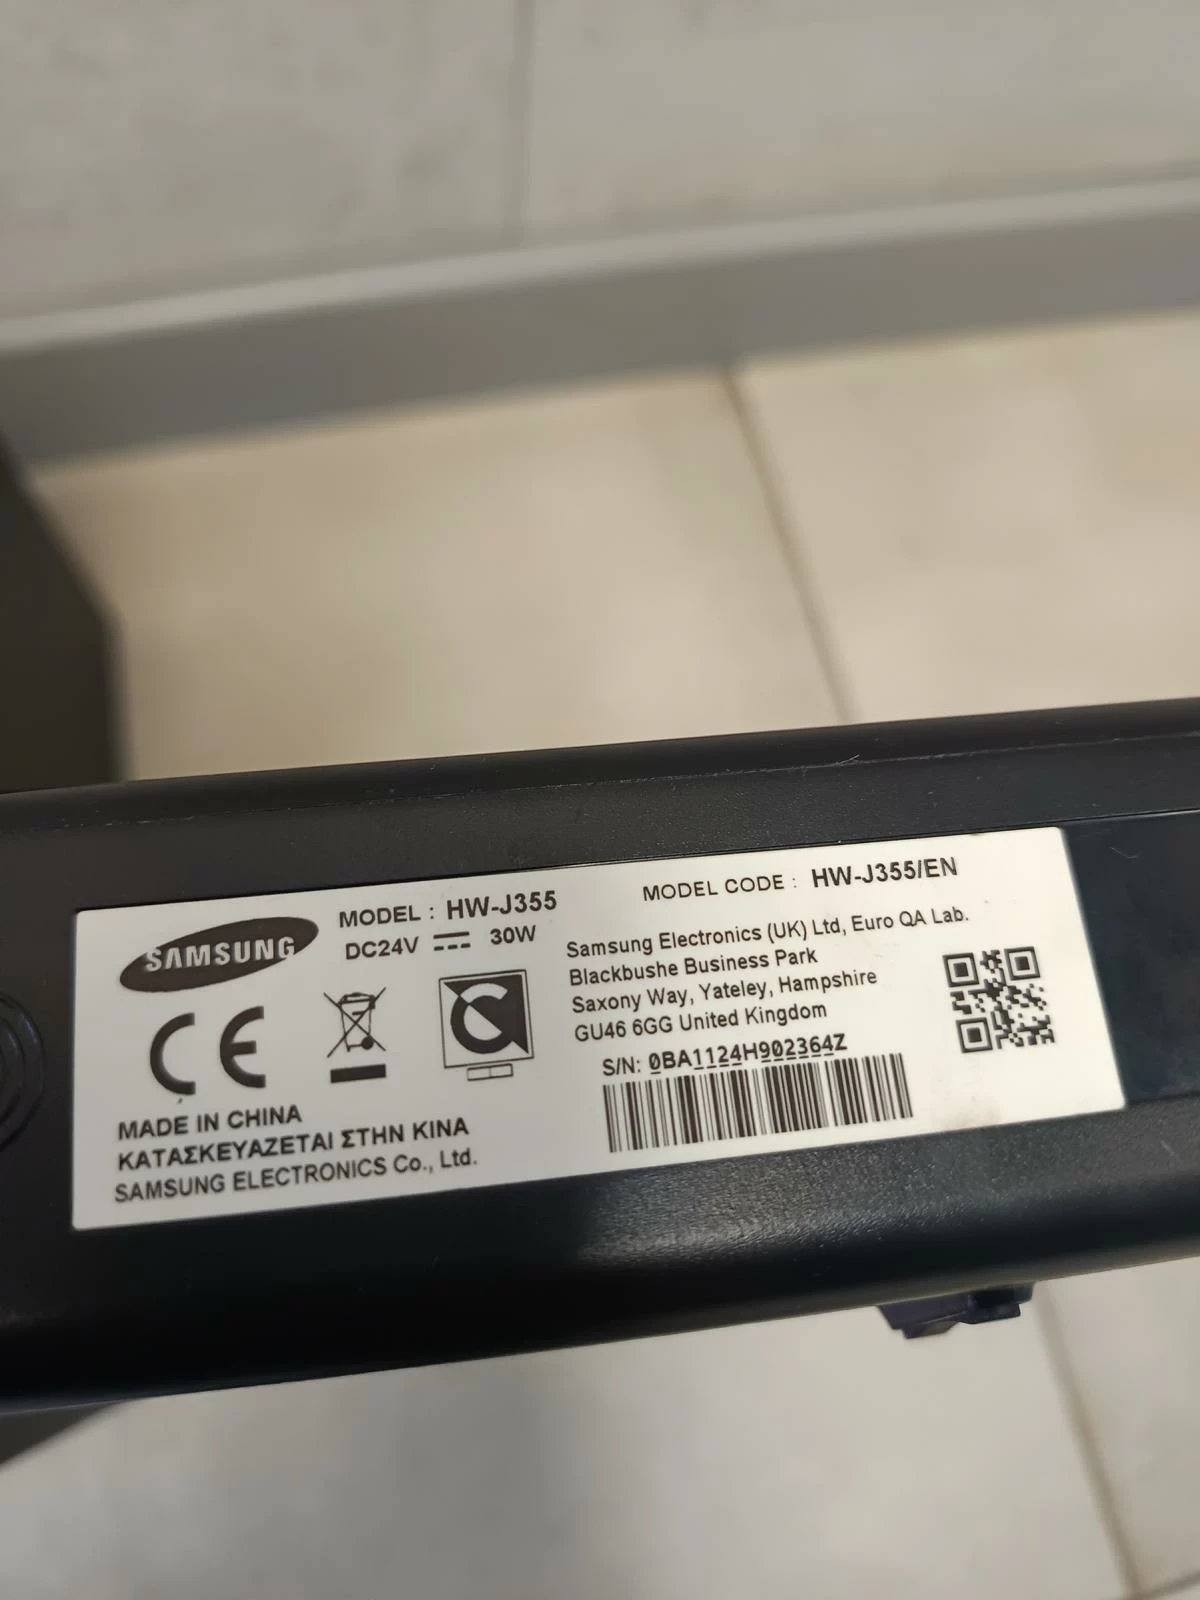 SAMSUNG
MODEL : HW-J355
DC24V 30W
MADE IN CHINA
ΚΑΤΑΣΚΕΥΑΖΕΤΑΙ ΣΤΗΝ ΚΙΝΑ
SAMSUNG ELECTRONICS Co., Ltd.
MODEL CODE : HW-J355/EN
Samsung Electronics (UK) Ltd, Euro QA Lab.
Blackbushe Business Park
Saxony Way, Yateley, Hampshire
GU46 6GG United Kingdom
S/N: 0BA1124H902364Z